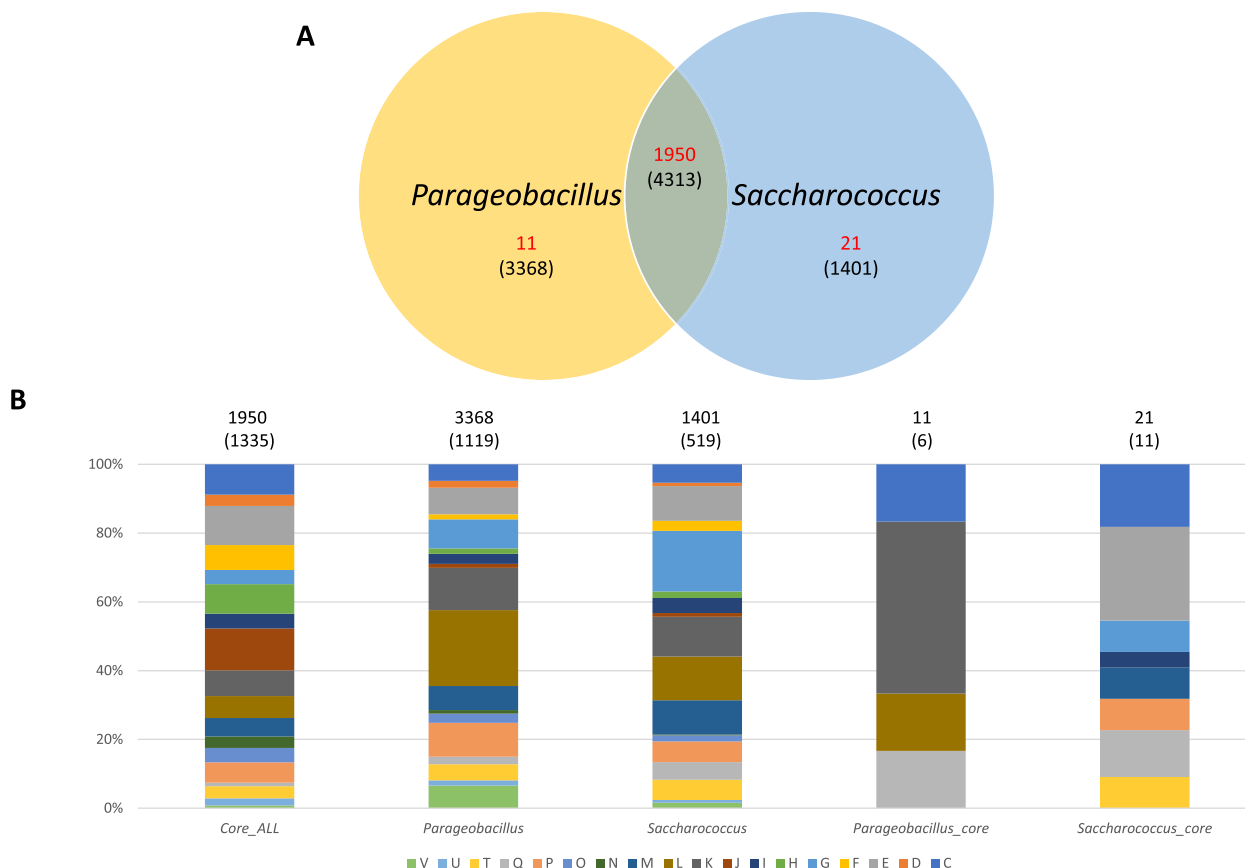 A
1950
(4313)
Parageobacillus
Saccharococcus
11
(3368)
21
(1401)
B
1950
(1335)
3368
(1119)
1401
(519)
11
(6)
21
(11)
100%
80%
60%
40%
20%
0%
Core_ALL
Parageobacillus
Saccharococcus
Parageobacillus_core
Saccharococcus_core
V U T Q P O N M L K J I H G F E D C